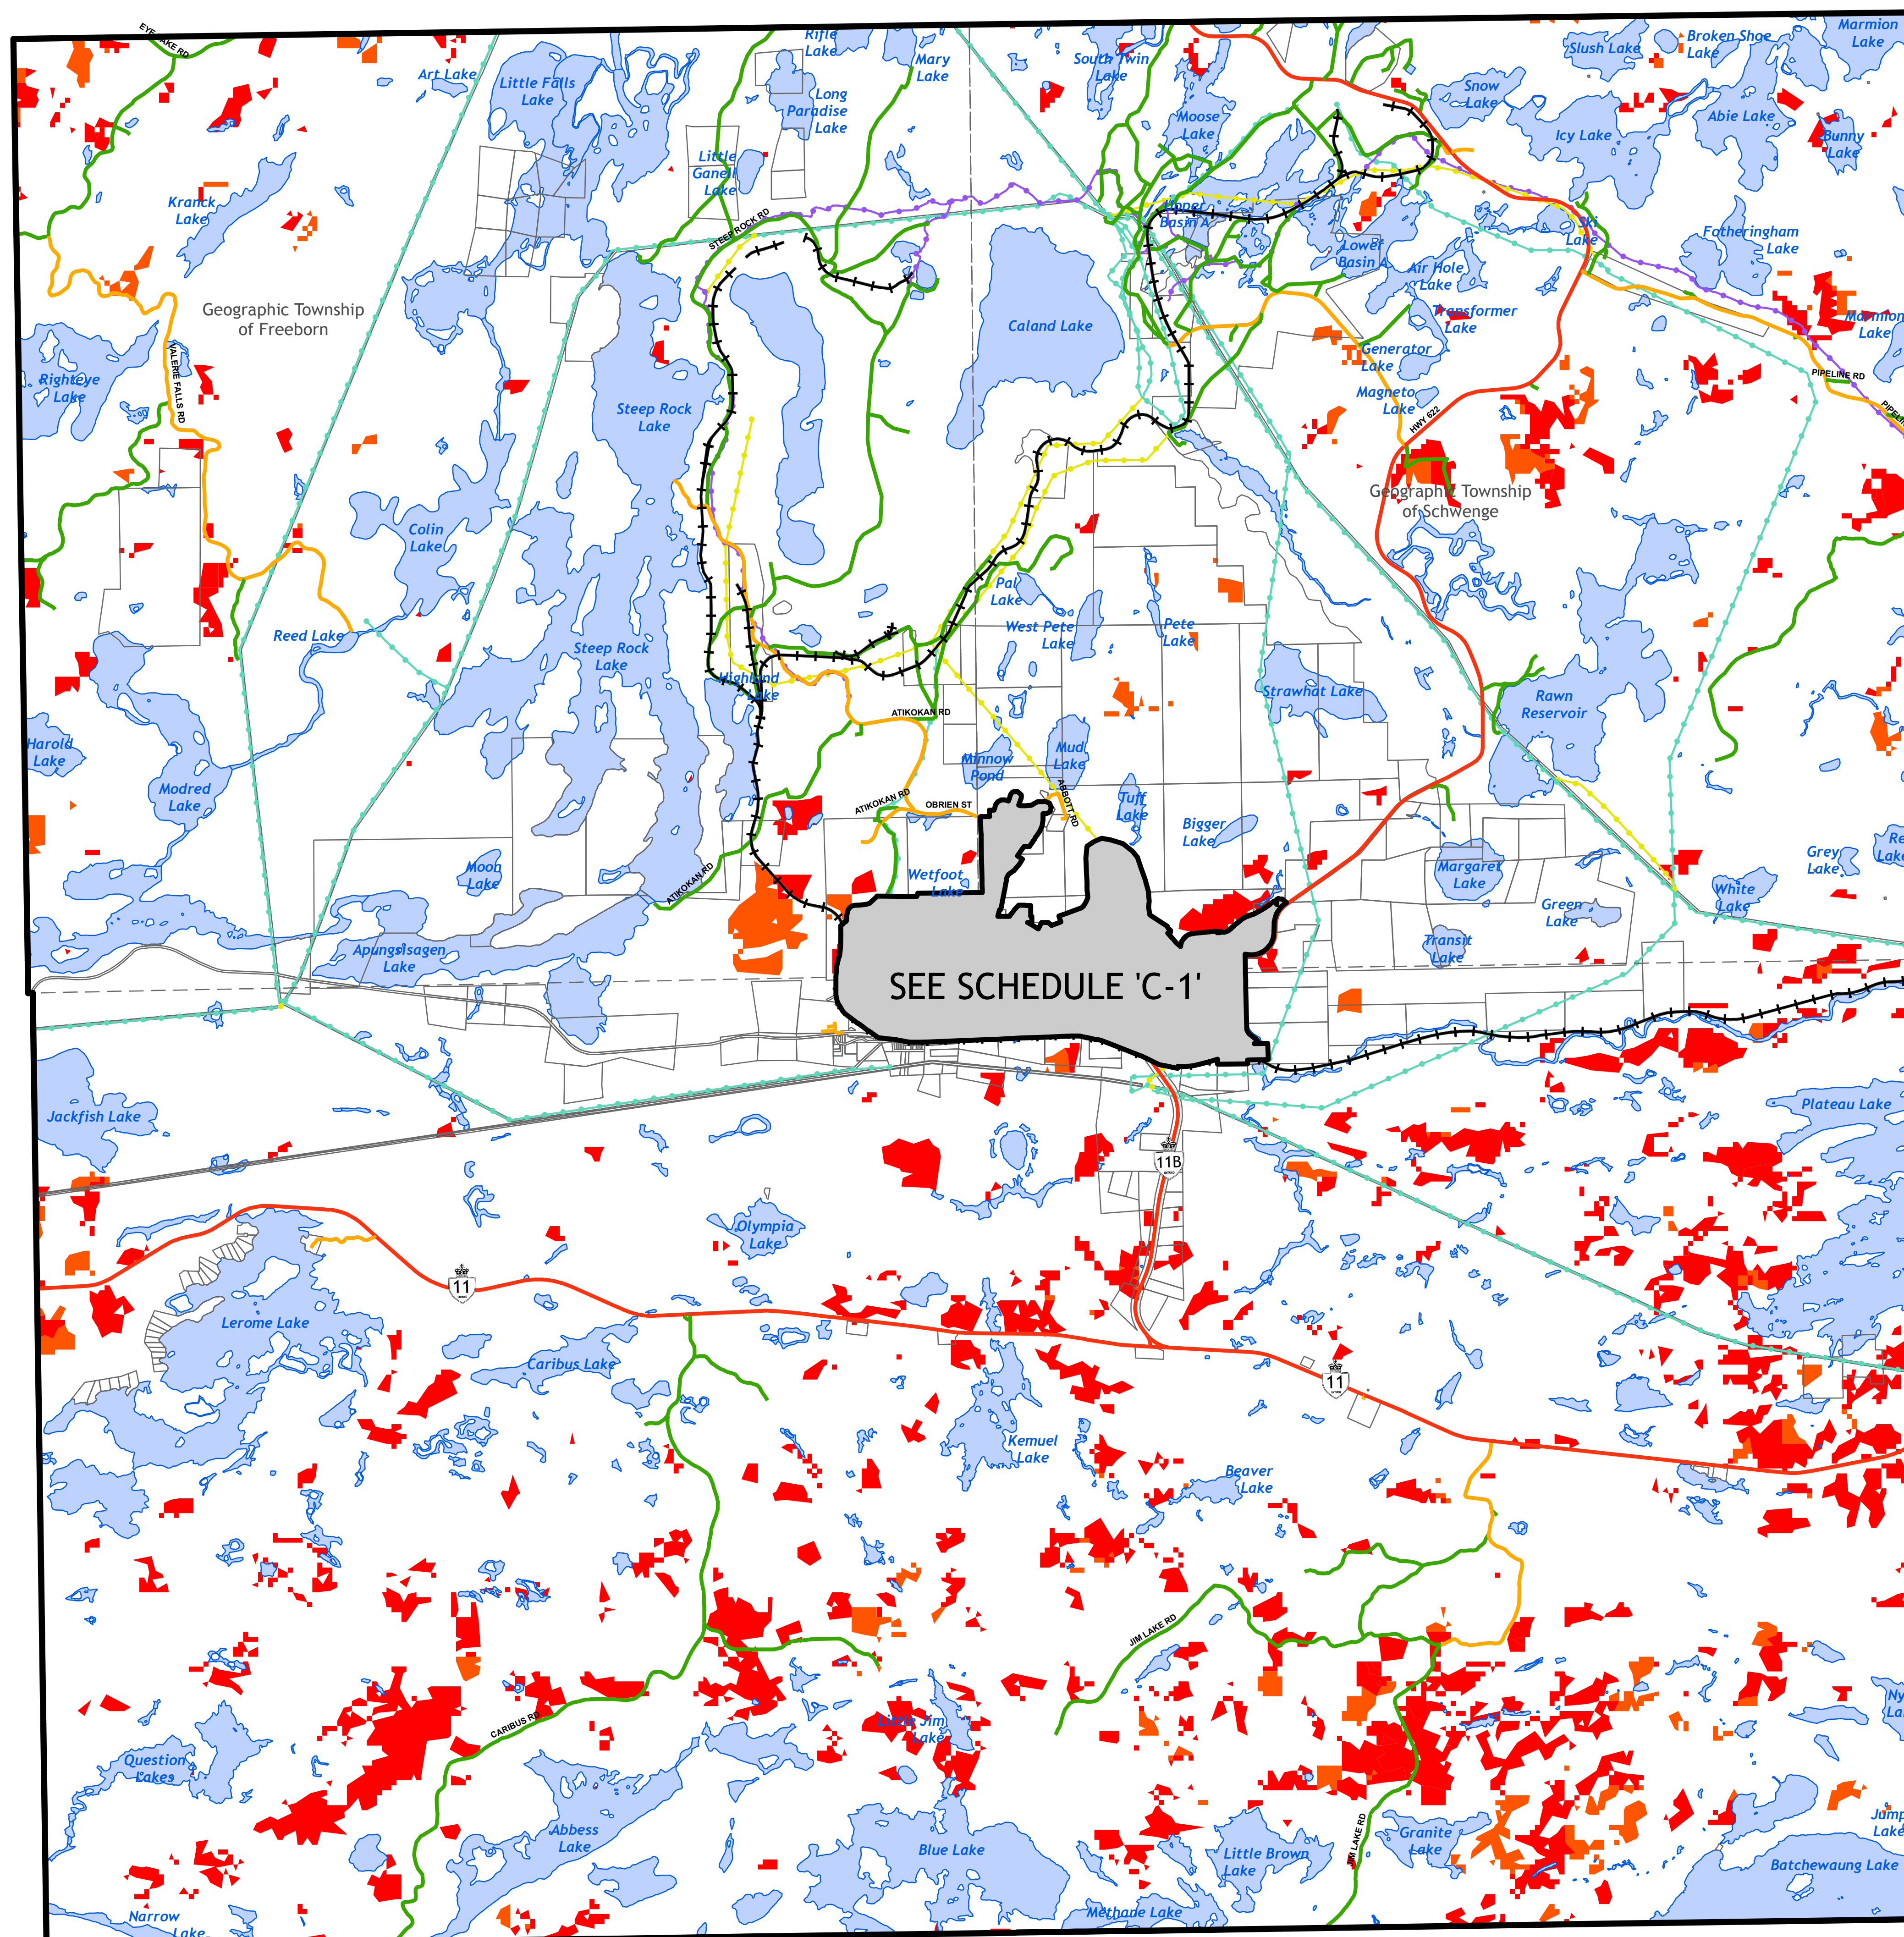 EYE LAKE RD
Art Lake
Little Falls
Lake
Rifle
Lake
Mary
Lake
Long
Paradise
Lake
South Twin
Lake
Slush Lake
Broken Shoe
Lake
Marmion
Lake
Snow
Lake
Moose
Lake
Icy Lake
Abie Lake
Bunny
Lake
Little
Ganell
Lake
Kranck
Lake
STEEP ROCK RD
Upper
Basin A
Lower
Basin A
Ski
Lake
Fotheringham
Lake
Air Hole
Lake
Geographic Township
of Freeborn
Caland Lake
Transformer
Lake
Marmion
Lake
Generator
Lake
Righteye
Lake
VALERIE FALLS RD
Steep Rock
Lake
Magneto
Lake
HWY 622
PIPELINE RD
Geographic Township
of Schwenge
Colin
Lake
Pal
Lake
Reed Lake
West Pete
Lake
Pete
Lake
Steep Rock
Lake
Highland
Lake
Strawhat Lake
Rawn
Reservoir
ATIKOKAN RD
Harold
Lake
Minnow
Pond
Mud
Lake
Modred
Lake
ATIKOKAN RD
OBRIEN ST
ABBOTT RD
Tuff
Lake
Bigger
Lake
Moon
Lake
ATIKOKAN RD
Wetfoot
Lake
Margaret
Lake
Grey
Lake
White
Lake
Green
Lake
Apungsisagen
Lake
Transit
Lake
SEE SCHEDULE 'C-1'
Jackfish Lake
Plateau Lake
11B
Olympia
Lake
11
Lerome Lake
Caribus Lake
11
Kemuel
Lake
Beaver
Lake
JIM LAKE RD
CARIBUS RD
Little Jim
Lake
Question
Lakes
Abbess
Lake
Blue Lake
Little Brown
Lake
JIM LAKE RD
Granite
Lake
Batchewaung Lake
Narrow
Lake
Methane Lake